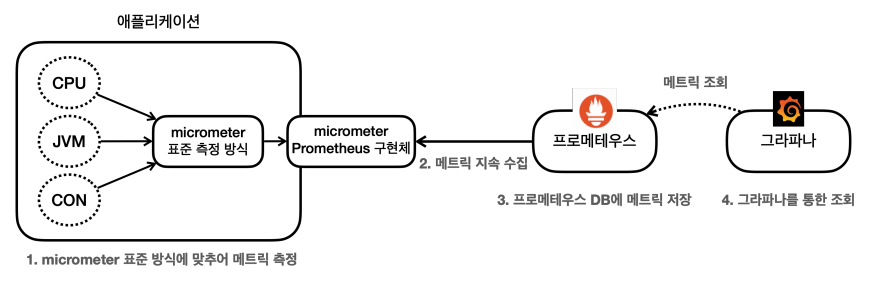 애플리케이션
CPU
JVM
CON
micrometer
표준 측정 방식
micrometer
Prometheus 구현체
2. 메트릭 지속 수집
프로메테우스
메트릭 조회
그라파나
3. 프로메테우스 DB에 메트릭 저장
4. 그라파나를 통한 조회
1. micrometer 표준 방식에 맞추어 메트릭 측정